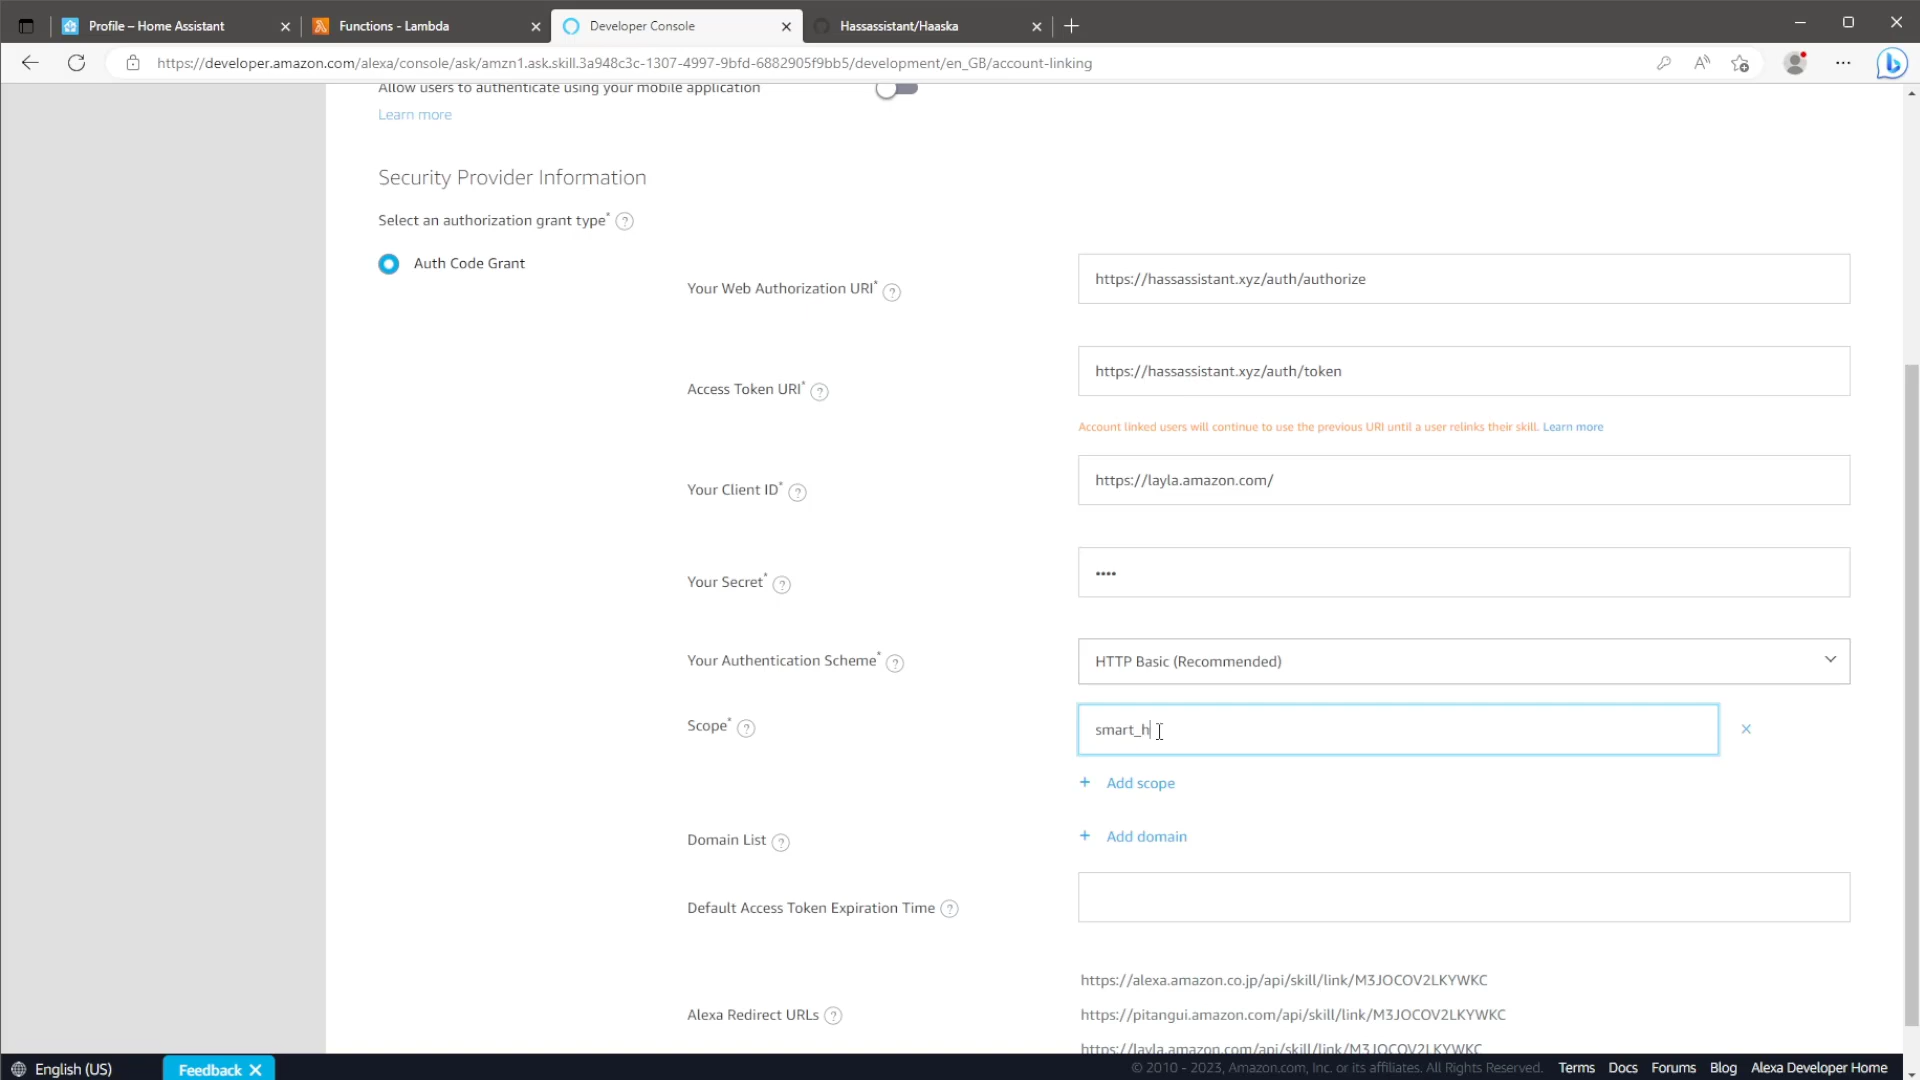 Profile – Home Assistant
Functions - Lambda
Developer Console
Hassassistant/Haaska
https://developer.amazon.com/alexa/console/ask/amzn1.ask.skill.3a948c3c-1307-4997-9bfd-6882905f9bb5/development/en_GB/account-linking
Allow users to authenticate using your mobile application
Learn more
Security Provider Information
Select an authorization grant type* ?
Auth Code Grant
Your Web Authorization URI* ?
https://hassassistant.xyz/auth/authorize
Access Token URI* ?
https://hassassistant.xyz/auth/token
Account linked users will continue to use the previous URI until a user relinks their skill. Learn more
Your Client ID* ?
https://layla.amazon.com/
Your Secret* ?
••••
Your Authentication Scheme* ?
HTTP Basic (Recommended)
Scope* ?
smart_h
+ Add scope
Domain List ?
+ Add domain
Default Access Token Expiration Time ?
Alexa Redirect URLs ?
https://alexa.amazon.co.jp/api/skill/link/M3JOCOV2LKYWKC
https://pitangui.amazon.com/api/skill/link/M3JOCOV2LKYWKC
https://layla.amazon.com/api/skill/link/M3JOCOV2LKYWKC
English (US)
Feedback
© 2010 - 2023, Amazon.com, Inc. or its affiliates. All Rights Reserved.
Terms
Docs
Forums
Blog
Alexa Developer Home